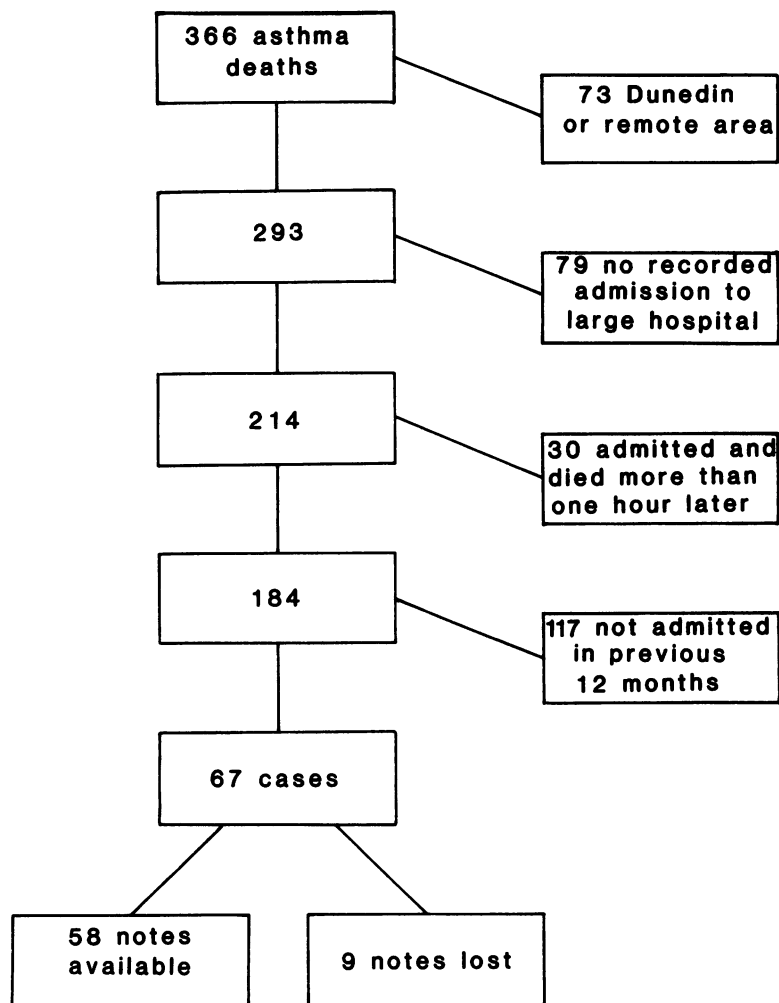 366 asthma
deaths
73 Dunedin
or remote area
293
79 no recorded
admission to
large hospital
214
30 admitted and
died more than
one hour later
184
117 not admitted
in previous
12 months
67 cases
58 notes
available
9 notes lost